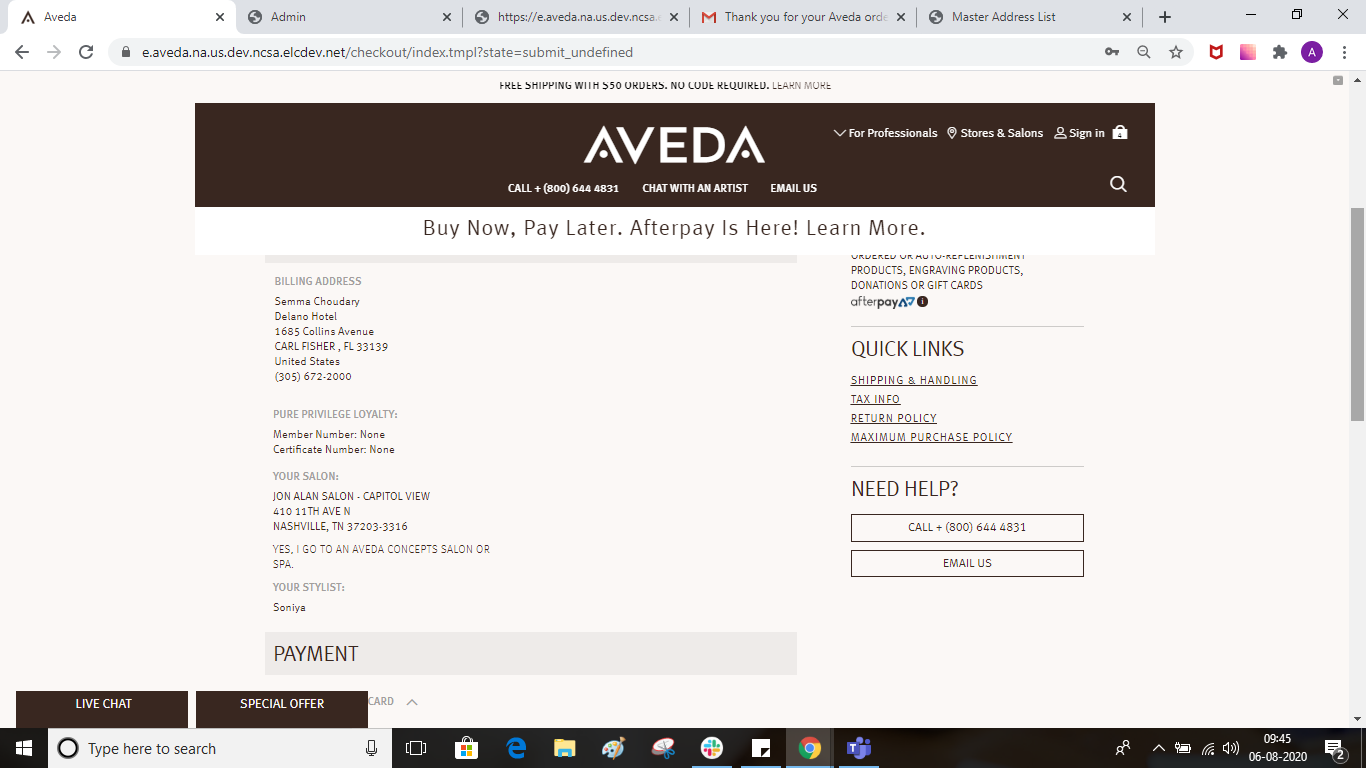 Aveda
Admin
https://e.aveda.na.us.dev.ncsa.
Thank you for your Aveda orde
Master Address List
e.aveda.na.us.dev.ncsa.elcdev.net/checkout/index.tmpl?state=submit_undefined
A
FREE SHIPPING WITH $50 ORDERS. NO CODE REQUIRED. LEARN MORE
AVEDA
For Professionals
Stores & Salons
Sign in
4
CALL + (800) 644 4831
CHAT WITH AN ARTIST
EMAIL US
Buy Now, Pay Later. Afterpay Is Here! Learn More.
BILLING ADDRESS
Semma Choudary
Delano Hotel
1685 Collins Avenue
CARL FISHER , FL 33139
United States
(305) 672-2000
PURE PRIVILEGE LOYALTY:
Member Number: None
Certificate Number: None
YOUR SALON:
JON ALAN SALON - CAPITOL VIEW
410 11TH AVE N
NASHVILLE, TN 37203-3316
YES, I GO TO AN AVEDA CONCEPTS SALON OR
SPA.
YOUR STYLIST:
Soniya
PAYMENT
CARD
ORDERED OR AUTO-REPLENISHMENT
PRODUCTS, ENGRAVING PRODUCTS,
DONATIONS OR GIFT CARDS
afterpay
QUICK LINKS
SHIPPING & HANDLING
TAX INFO
RETURN POLICY
MAXIMUM PURCHASE POLICY
NEED HELP?
CALL + (800) 644 4831
EMAIL US
LIVE CHAT
SPECIAL OFFER
Type here to search
09:45
06-08-2020
2